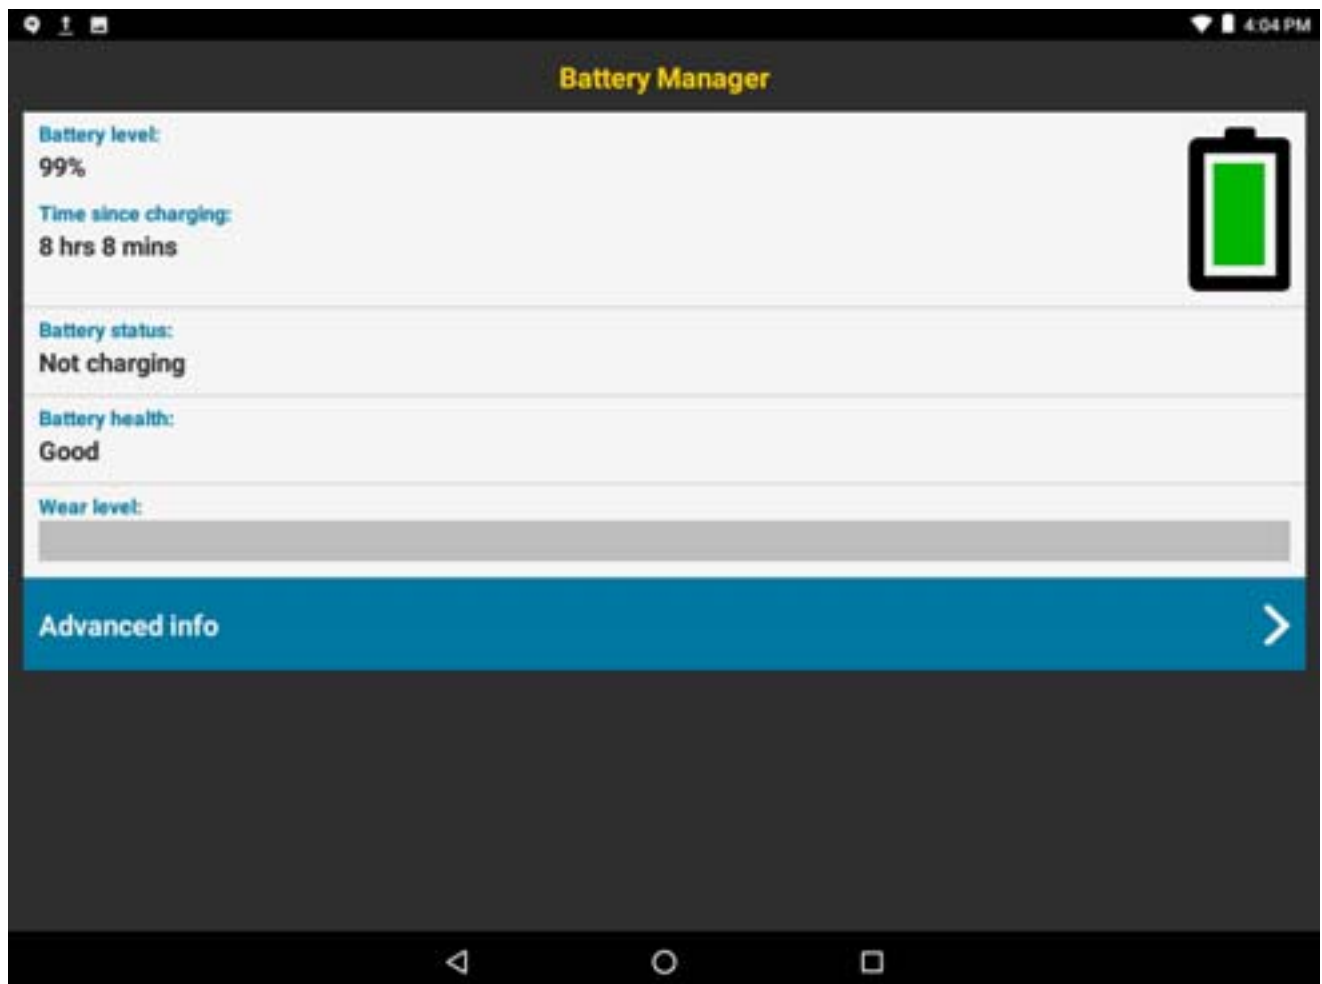 4:04 PM
Battery Manager
Battery level:
99%
Time since charging:
8 hrs 8 mins
Battery status:
Not charging
Battery health:
Good
Wear level:
Advanced info